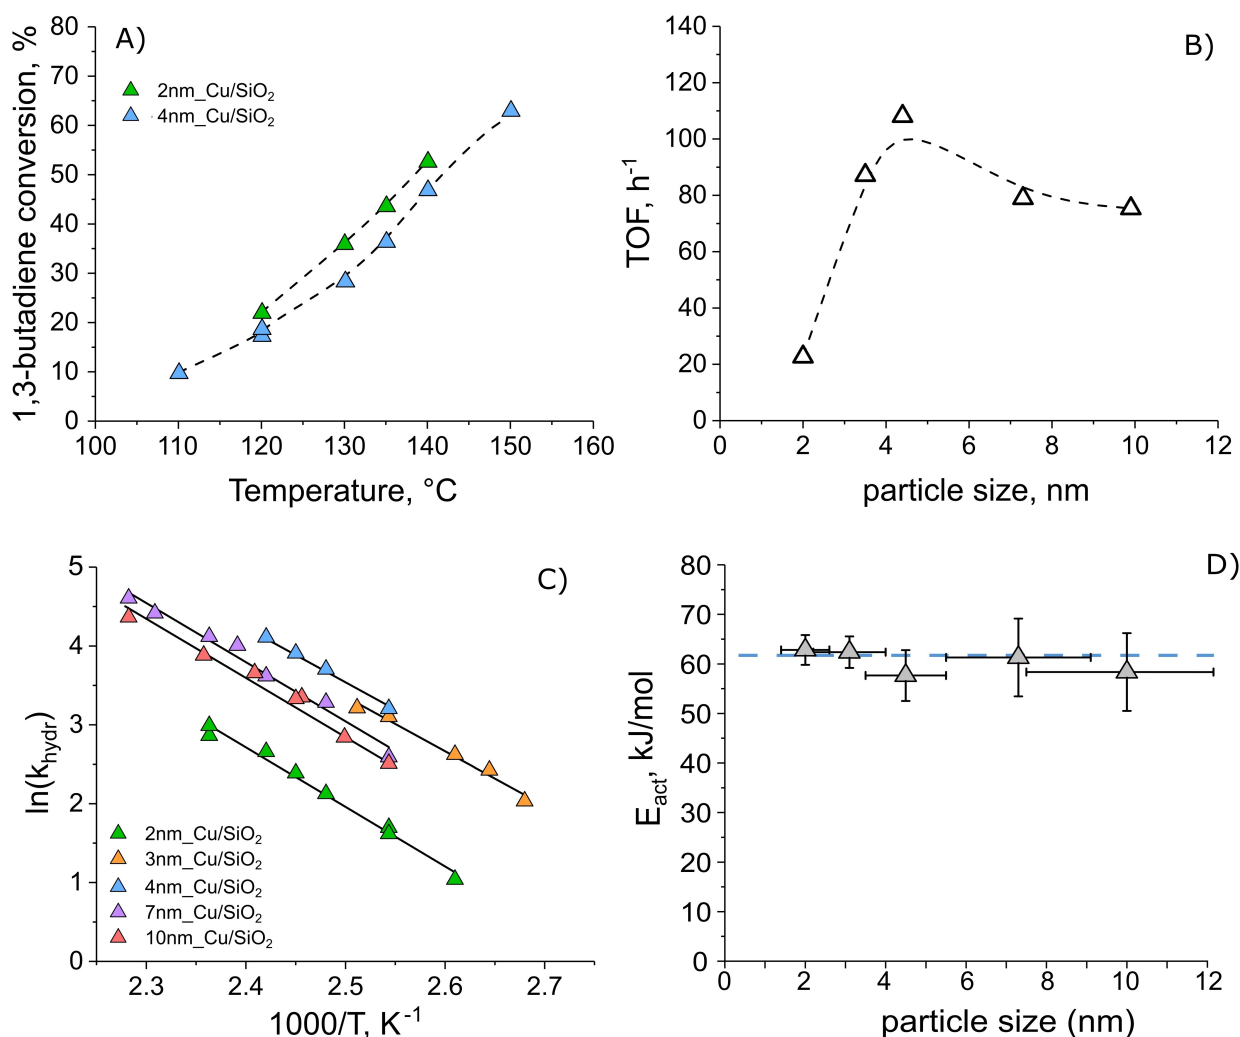 A)
1,3-butadiene conversion, %
80
70
60
50
40
30
20
10
0
2nm_Cu/SiO₂
4nm_Cu/SiO₂
100 110 120 130 140 150 160
Temperature, °C
B)
TOF, h⁻¹
140
120
100
80
60
40
20
0
0 2 4 6 8 10 12
particle size, nm
C)
ln(k_hydr)
5
4
3
2
1
0
2nm_Cu/SiO₂
3nm_Cu/SiO₂
4nm_Cu/SiO₂
7nm_Cu/SiO₂
10nm_Cu/SiO₂
2.3 2.4 2.5 2.6 2.7
1000/T, K⁻¹
D)
E_act, kJ/mol
80
70
60
50
40
30
20
10
0
0 2 4 6 8 10 12
particle size (nm)